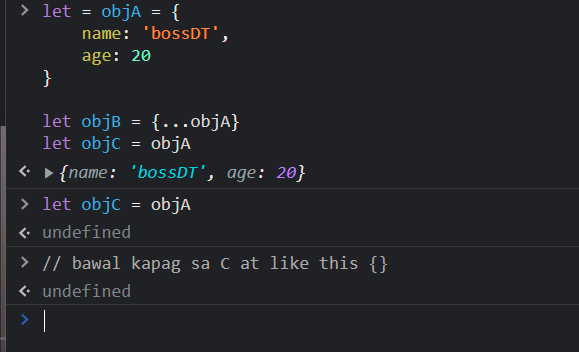 let = objA = {
name: 'bossDT',
age: 20
}
let objB = {...objA}
let objC = objA
{name: 'bossDT', age: 20}
let objC = objA
undefined
// bawal kapag sa C at like this {}
undefined